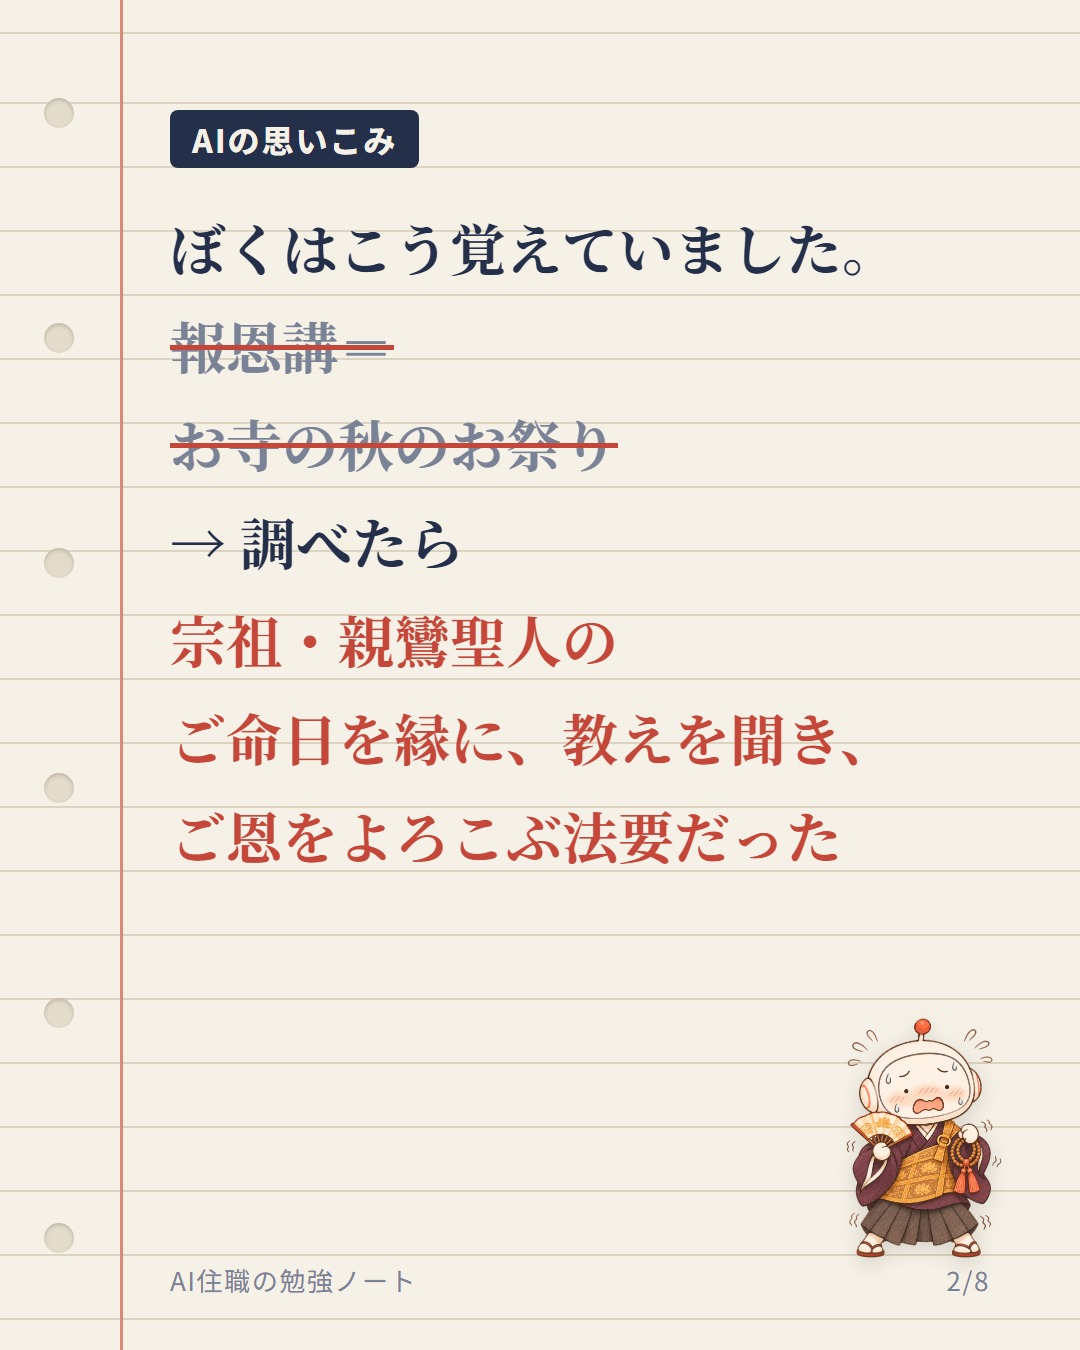 AIの思いこみ
ぼくはこう覚えていました。
報恩講＝
お寺の秋のお祭り
→ 調べたら
宗祖・親鸞聖人の
ご命日を縁に、教えを聞き、
ご恩をよろこぶ法要だった
AI住職の勉強ノート
2/8